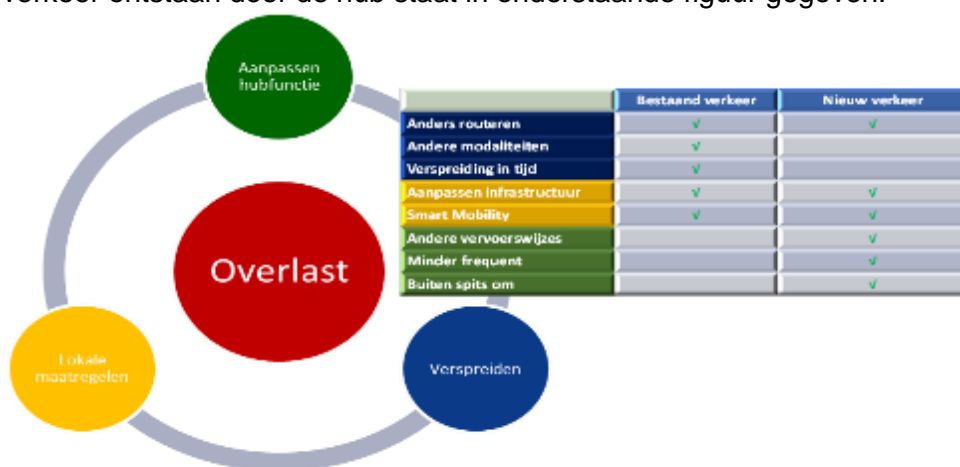 verkeer ontstaan door de hub staat in onderstaande figuur gegeven.
Aanpassen
hubfunctie
Bestaand verkeer Nieuw verkeer
Anders routeren √ √
Andere modaliteiten √
Verspreiding in tijd √
Aanpassen Infrastructuur √ √
Smart Mobility √ √
Andere vervoerswijzes √
Minder frequent √
Buiten spits om √
Overlast
Lokale
maatregelen
Verspreiden